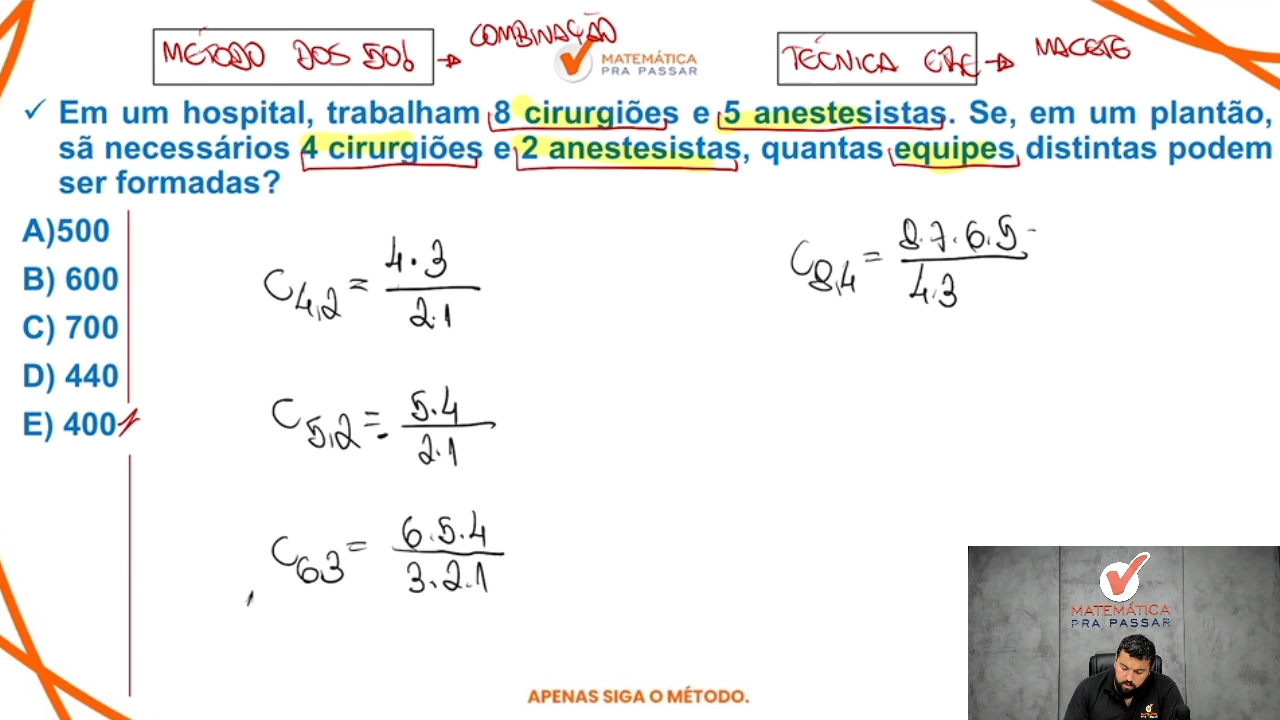 MÉTODO DOS 50! → COMBINAÇÃO
MATEMÁTICA
PRA PASSAR
TÉCNICA → MACETE
✓ Em um hospital, trabalham 8 cirurgiões e 5 anestesistas. Se, em um plantão,
sã necessários 4 cirurgiões e 2 anestesistas, quantas equipes distintas podem
ser formadas?
A)500
B) 600
C) 700
D) 440
E) 400
C4,2 = 4.3 / 2.1
C5,2 = 5.4 / 2.1
C6,3 = 6.5.4 / 3.2.1
C8,4 = 8.7.6.5 / 4.3
MATEMÁTICA
PRA PASSAR
APENAS SIGA O MÉTODO.